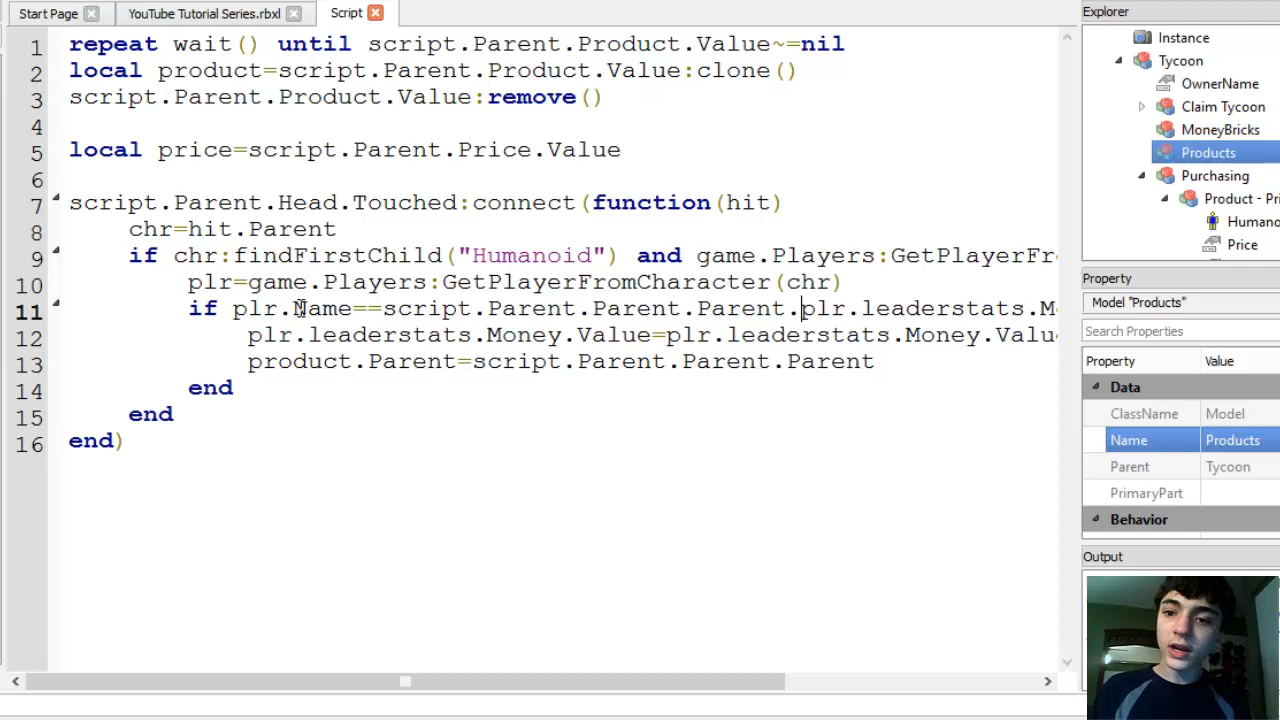 Start Page
YouTube Tutorial Series.rbxl
Script
1 repeat wait() until script.Parent.Product.Value~=nil
2 local product=script.Parent.Product.Value:clone()
3 script.Parent.Product.Value:remove()
4
5 local price=script.Parent.Price.Value
6
7 script.Parent.Head.Touched:connect(function(hit)
8 chr=hit.Parent
9 if chr:findFirstChild("Humanoid") and game.Players:GetPlayerFr
10 plr=game.Players:GetPlayerFromCharacter(chr)
11 if plr.Name==script.Parent.Parent.Parent.plr.leaderstats.M
12 plr.leaderstats.Money.Value=plr.leaderstats.Money.Valu
13 product.Parent=script.Parent.Parent.Parent
14 end
15 end
16 end)
Explorer
Instance
Tycoon
OwnerName
Claim Tycoon
MoneyBricks
Products
Purchasing
Product - Pr
Humano
Price
Property
Model "Products"
Search Properties
Property Value
Data
ClassName Model
Name Products
Parent Tycoon
PrimaryPart
Behavior
Output